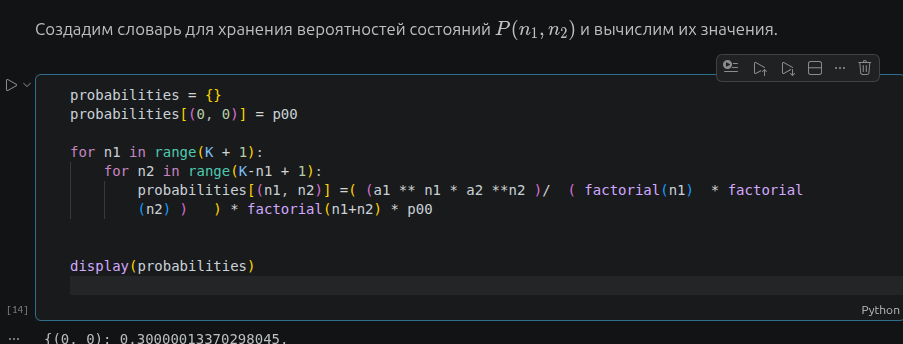 Создадим словарь для хранения вероятностей состояний P(n₁, n₂) и вычислим их значения.
probabilities = {}
probabilities[(0, 0)] = p00
for n1 in range(K + 1):
for n2 in range(K-n1 + 1):
probabilities[(n1, n2)] =( (a1 ** n1 * a2 **n2 )/  ( factorial(n1)  * factorial
(n2) )   ) * factorial(n1+n2) * p00
display(probabilities)
[14]
Python
... {(0, 0): 0.30000013370298045,